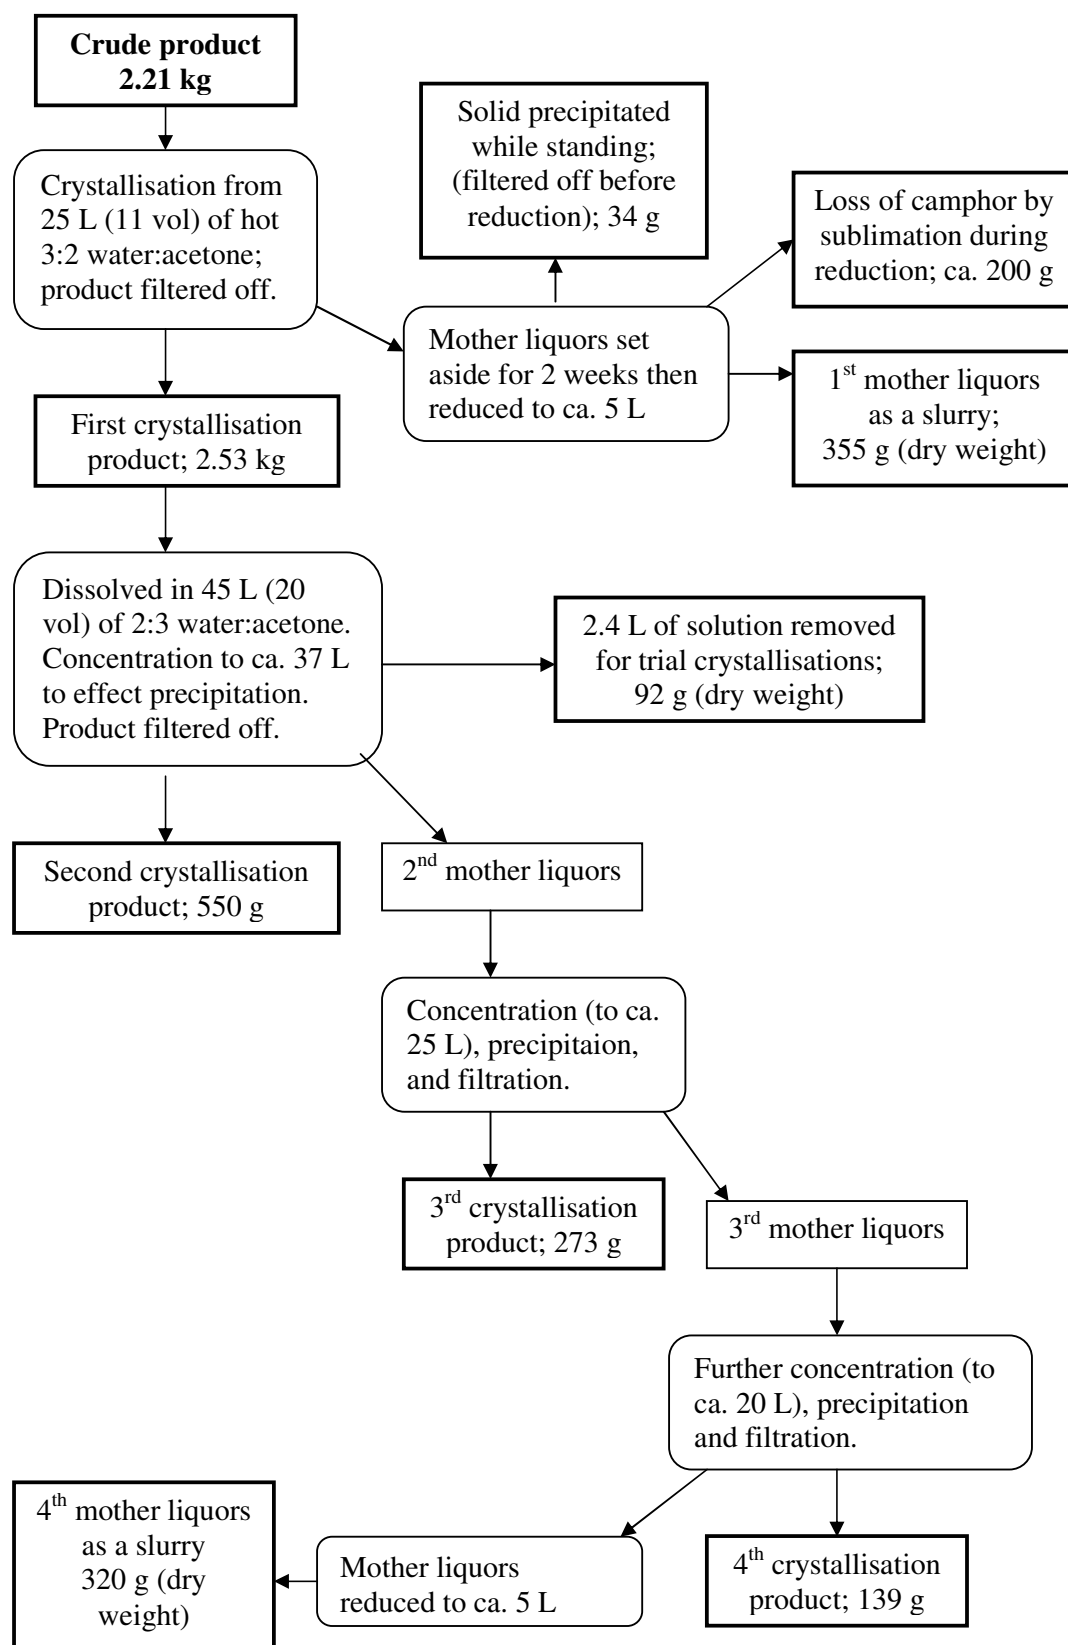 Crude product
2.21 kg
Solid precipitated
while standing;
(filtered off before
reduction); 34 g
Crystallisation from
25 L (11 vol) of hot
3:2 water:acetone;
product filtered off.
Loss of camphor by
sublimation during
reduction; ca. 200 g
Mother liquors set
aside for 2 weeks then
reduced to ca. 5 L
1st mother liquors
as a slurry;
355 g (dry weight)
First crystallisation
product; 2.53 kg
Dissolved in 45 L (20
vol) of 2:3 water:acetone.
Concentration to ca. 37 L
to effect precipitation.
Product filtered off.
2.4 L of solution removed
for trial crystallisations;
92 g (dry weight)
Second crystallisation
product; 550 g
2nd mother liquors
Concentration (to ca.
25 L), precipitaion,
and filtration.
3rd crystallisation
product; 273 g
3rd mother liquors
Further concentration (to
ca. 20 L), precipitation
and filtration.
4th mother liquors
as a slurry
320 g (dry
weight)
Mother liquors
reduced to ca. 5 L
4th crystallisation
product; 139 g